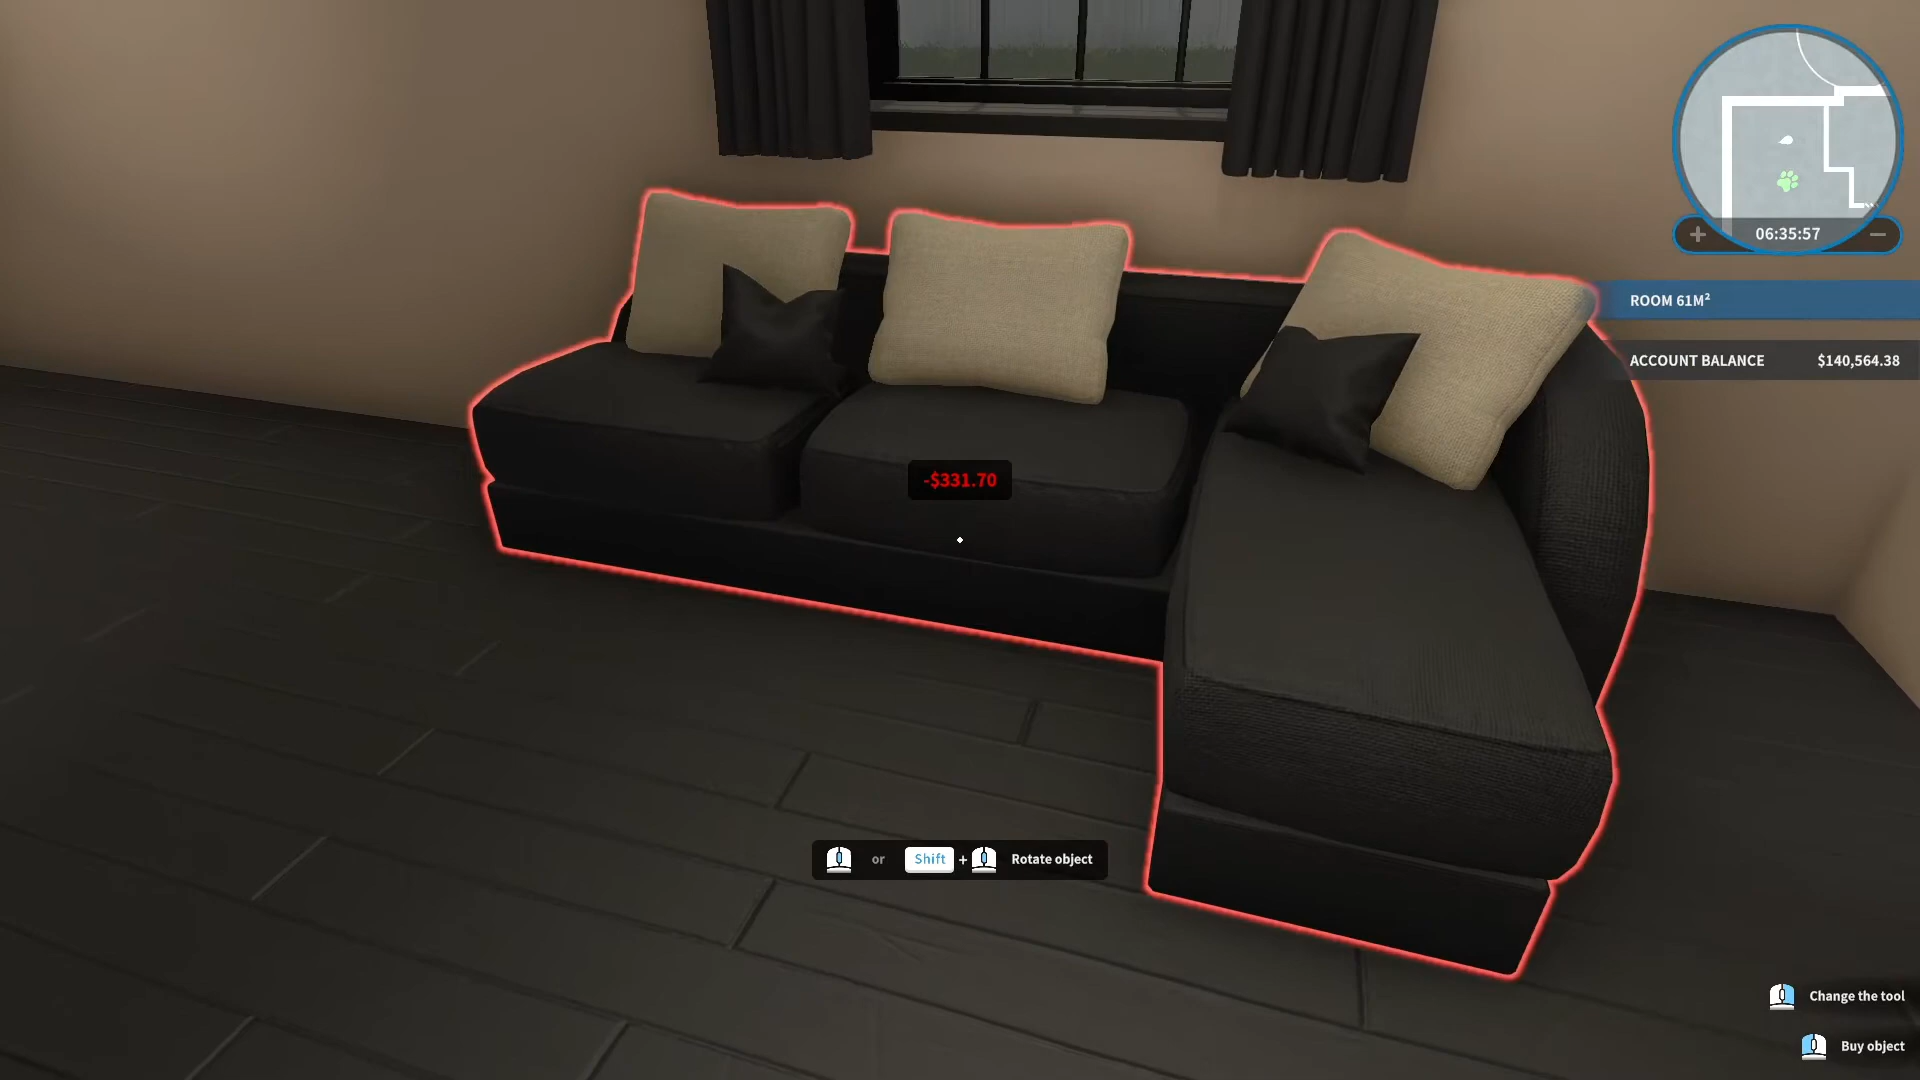 06:35:57
ROOM 61M²
ACCOUNT BALANCE $140,564.38
-$331.70
or Shift + Rotate object
Change the tool
Buy object